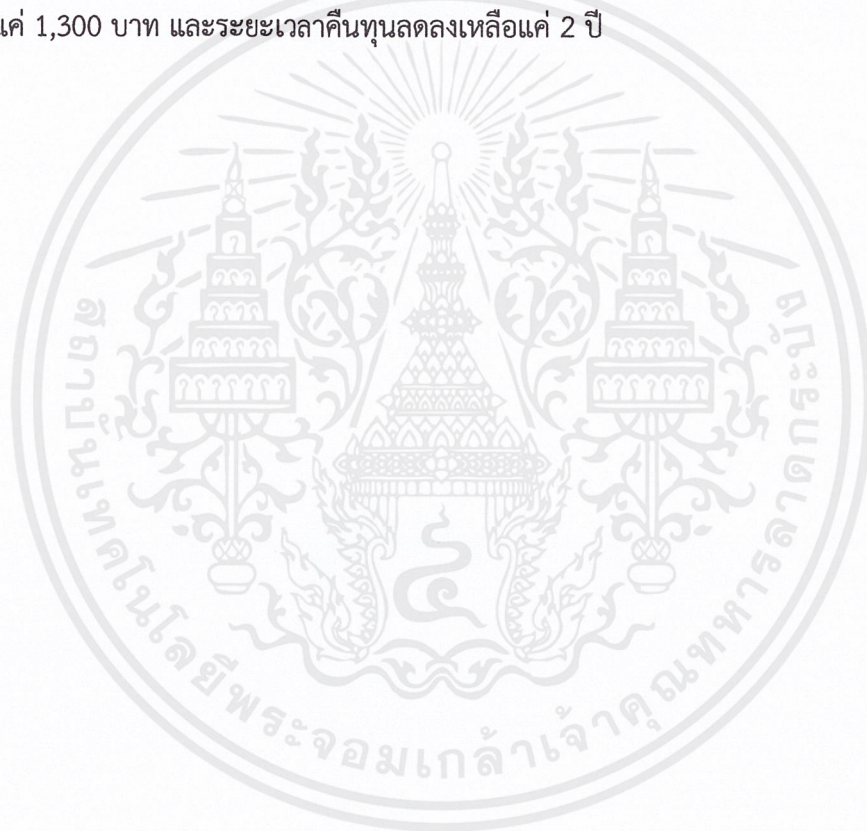 แค่ 1,300 บาท และระยะเวลาคืนทุนลดลงเหลือแค่ 2 ปี
สถาบันเทคโนโลยีพระจอมเกล้าเจ้าคุณทหารลาดกระบัง
๔